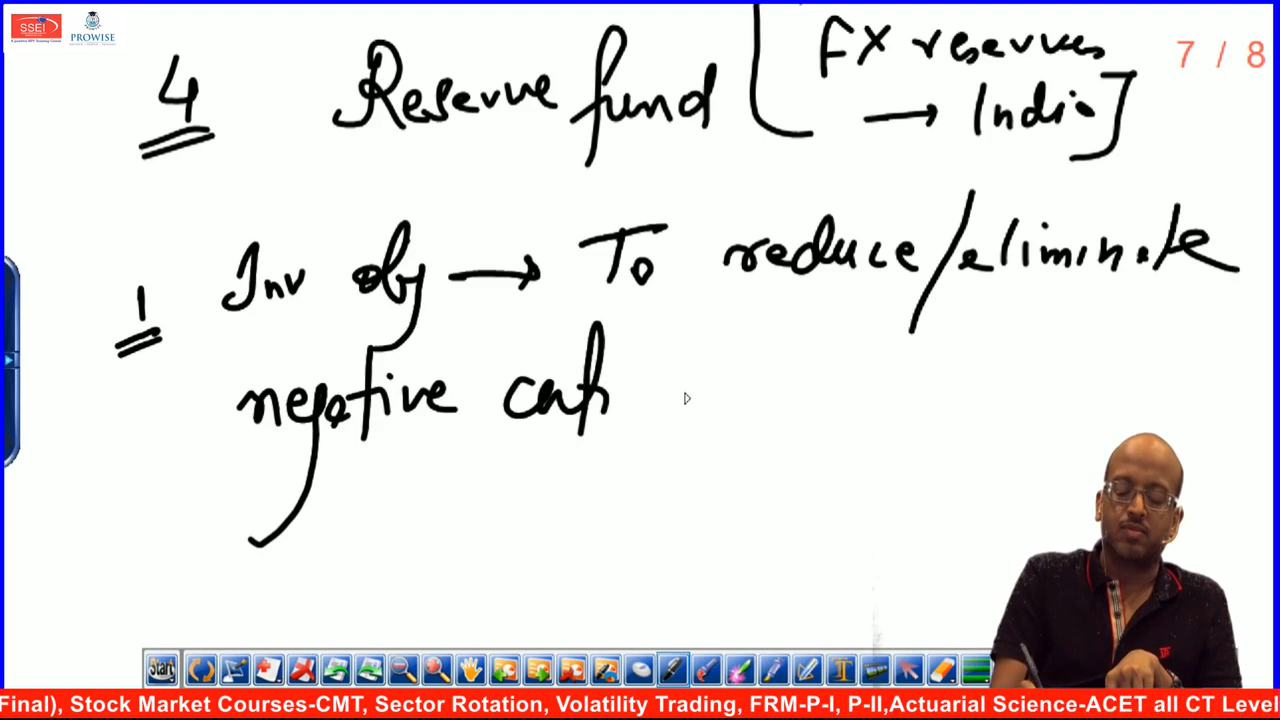 SSEI
PROWISE
7 / 8
4 Reserve fund [FX reserves
→ India]
1 Inv obj → To reduce/eliminate
negative
Start
Final), Stock Market Courses-CMT, Sector Rotation, Volatility Trading, FRM-P-I, P-II,Actuarial Science-ACET all CT Level